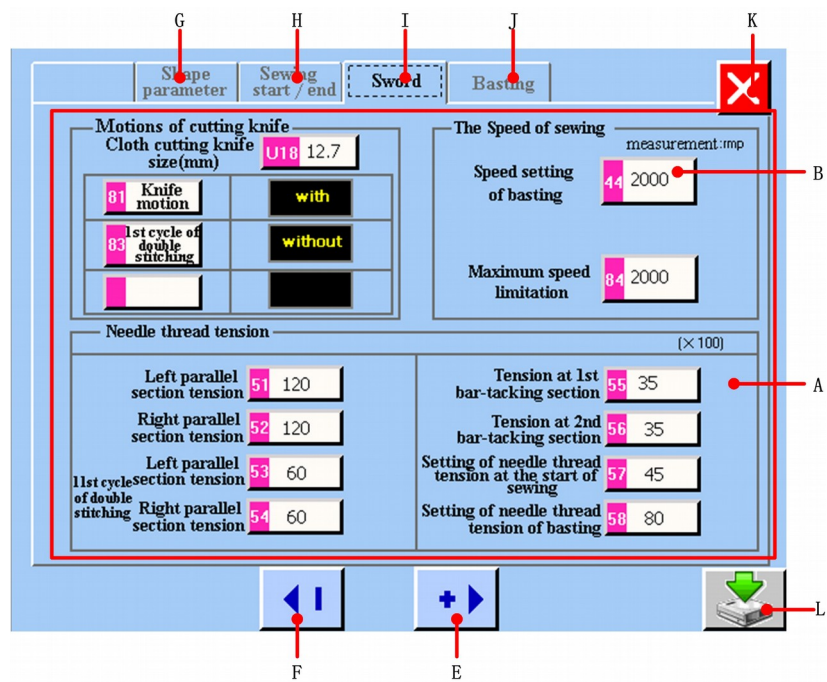 G H I J K
Shape
parameter
Sewing
start / end
Sword
Basting
Motions of cutting knife
Cloth cutting knife
size(mm)
U18 12.7
81 Knife
motion
with
83 1st cycle of
double
stitching
without
The Speed of sewing
measurement:rmp
Speed setting
of basting
44 2000
B
Maximum speed
limitation
84 2000
Needle thread tension
(×100)
Left parallel
section tension
51 120
Right parallel
section tension
52 120
11st cycle
of double
stitching
Left parallel
section tension
53 60
Right parallel
section tension
54 60
Tension at 1st
bar-tacking section
55 35
A
Tension at 2nd
bar-tacking section
56 35
Setting of needle thread
tension at the start of
sewing
57 45
Setting of needle thread
tension of basting
58 80
L
F E